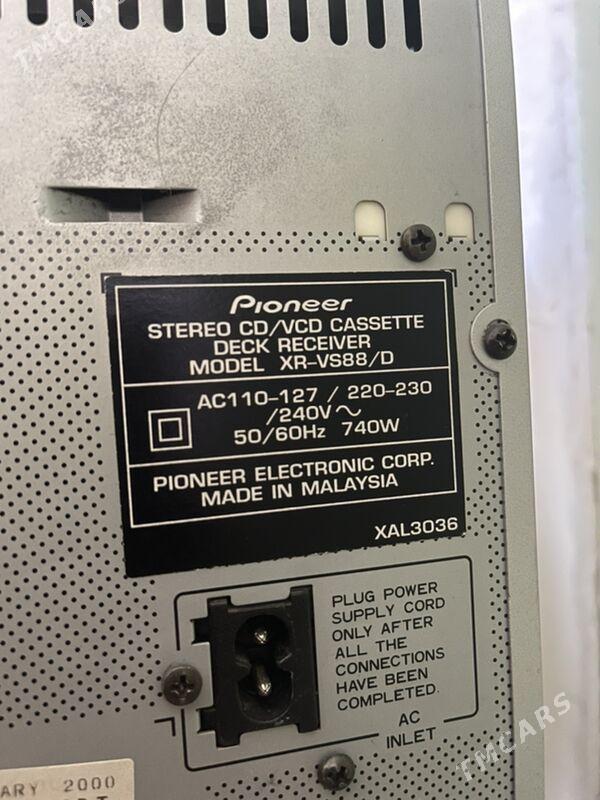 TMCARS
Pioneer
STEREO CD/VCD CASSETTE
DECK RECEIVER
MODEL XR-VS88/D
AC110-127 / 220-230
/240V~
50/60Hz 740W
PIONEER ELECTRONIC CORP.
MADE IN MALAYSIA
XAL3036
PLUG POWER
SUPPLY CORD
ONLY AFTER
ALL THE
CONNECTIONS
HAVE BEEN
COMPLETED.
AC
INLET
ARY 2000
TMCARS